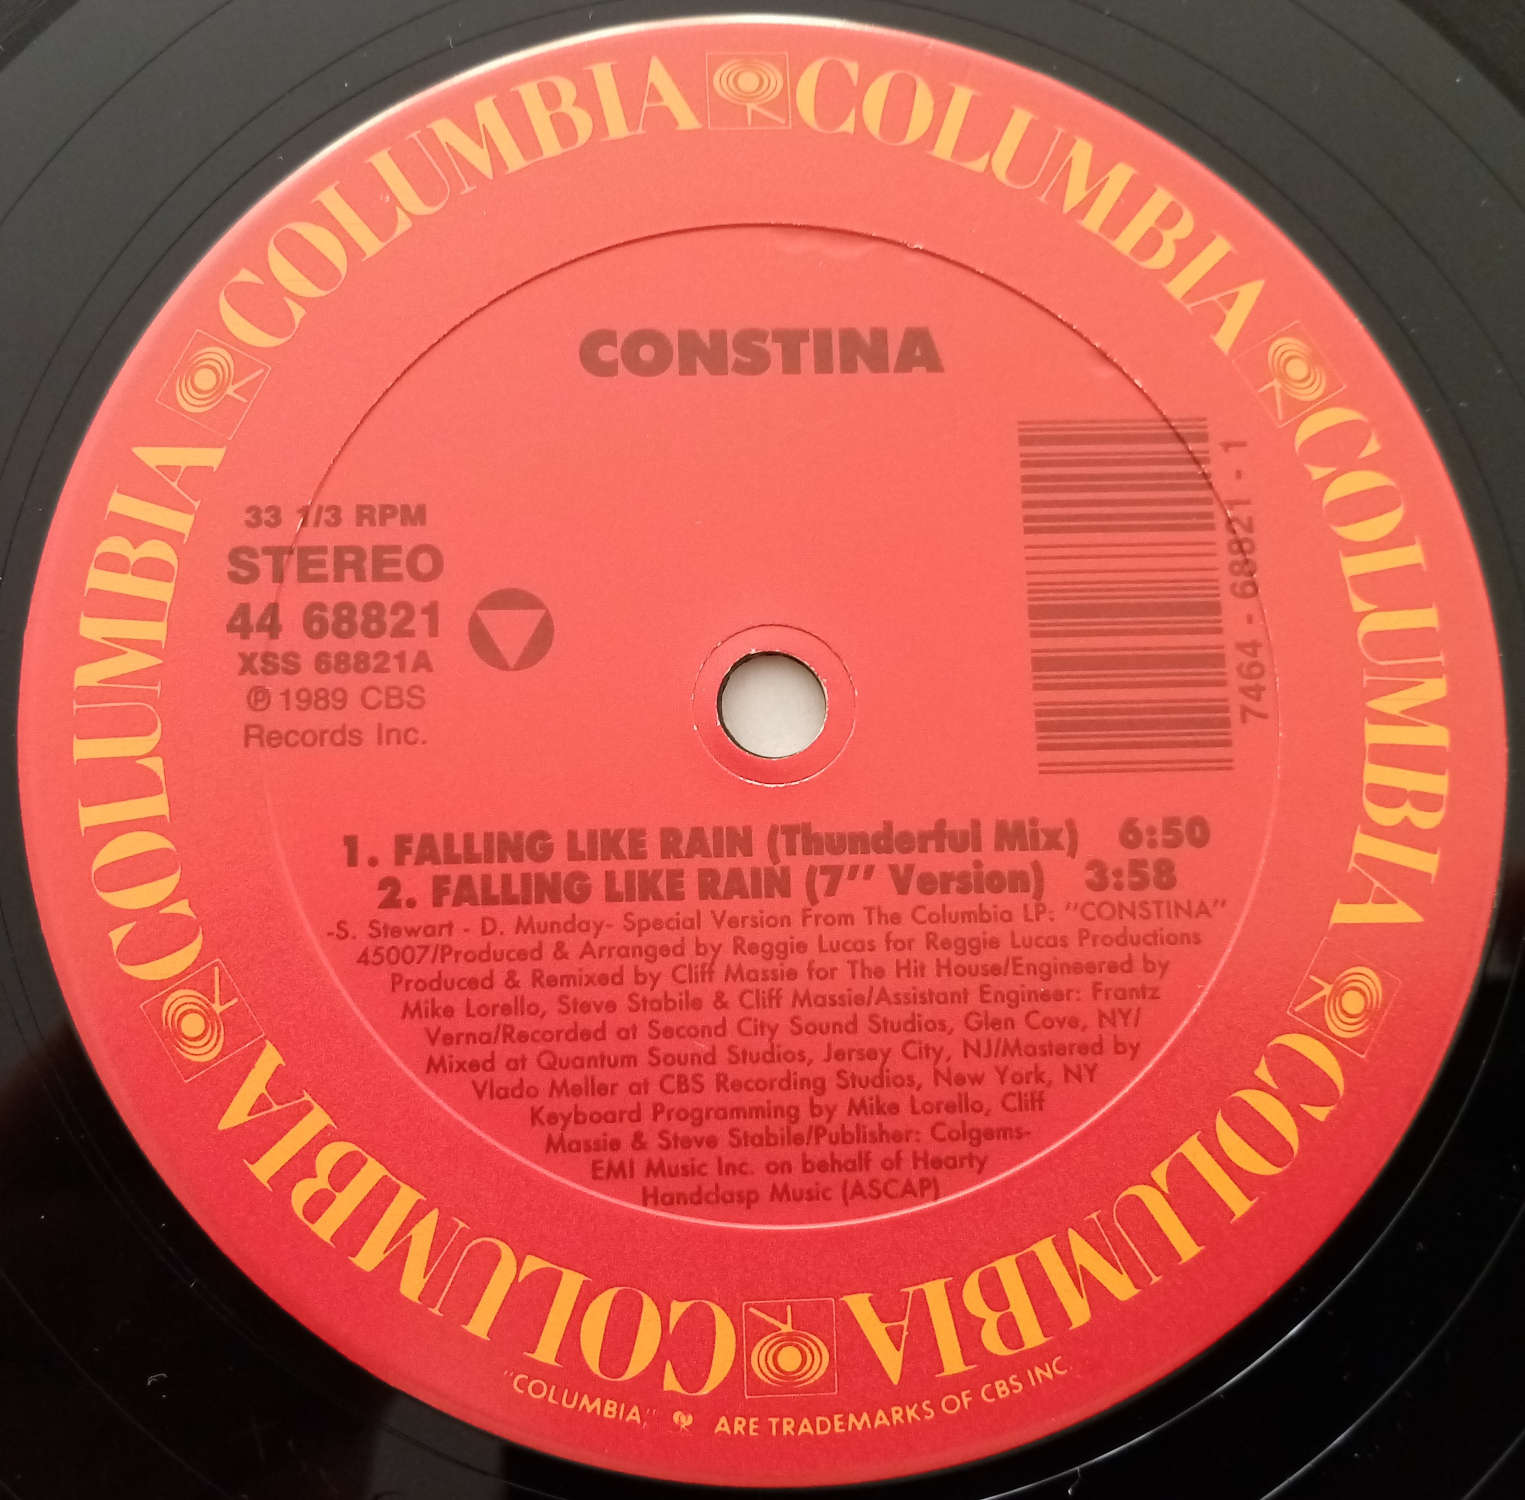 COLUMBIA COLUMBIA COLUMBIA COLUMBIA COLUMBIA COLUMBIA
CONSTINA
33 1/3 RPM
STEREO
44 68821
XSS 68821A
℗ 1989 CBS
Records Inc.
7464 - 68821 - 1
1. FALLING LIKE RAIN (Thunderful Mix) 6:50
2. FALLING LIKE RAIN (7" Version) 3:58
-S. Stewart - D. Munday- Special Version From The Columbia LP: "CONSTINA"
45007/Produced & Arranged by Reggie Lucas for Reggie Lucas Productions
Produced & Remixed by Cliff Massie for The Hit House/Engineered by
Mike Lorello, Steve Stabile & Cliff Massie/Assistant Engineer: Frantz
Verna/Recorded at Second City Sound Studios, Glen Cove, NY/
Mixed at Quantum Sound Studios, Jersey City, NJ/Mastered by
Vlado Meller at CBS Recording Studios, New York, NY
Keyboard Programming by Mike Lorello, Cliff
Massie & Steve Stabile/Publisher: Colgems-
EMI Music Inc. on behalf of Hearty
Handclasp Music (ASCAP)
"COLUMBIA," ARE TRADEMARKS OF CBS INC.